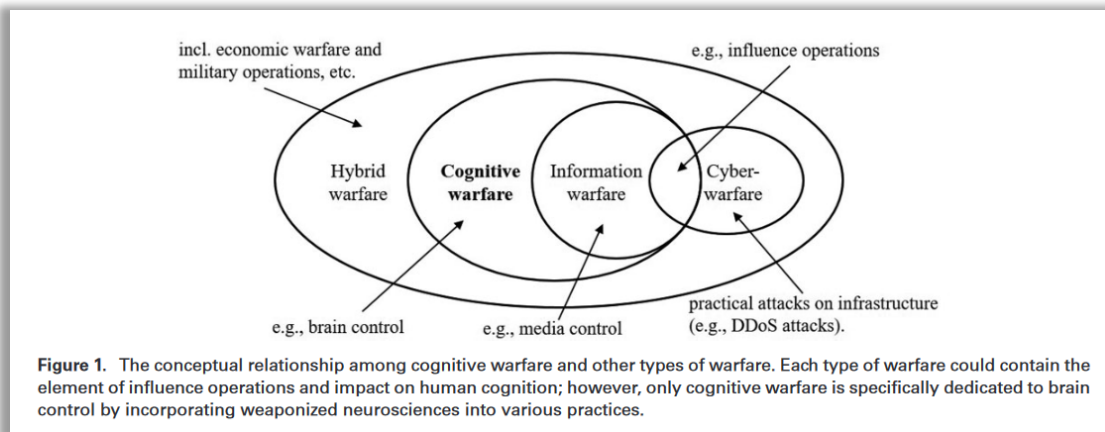 incl. economic warfare and
military operations, etc.
e.g., influence operations
Hybrid
warfare
Cognitive
warfare
Information
warfare
Cyber-
warfare
e.g., brain control
e.g., media control
practical attacks on infrastructure
(e.g., DDoS attacks).
Figure 1. The conceptual relationship among cognitive warfare and other types of warfare. Each type of warfare could contain the
element of influence operations and impact on human cognition; however, only cognitive warfare is specifically dedicated to brain
control by incorporating weaponized neurosciences into various practices.